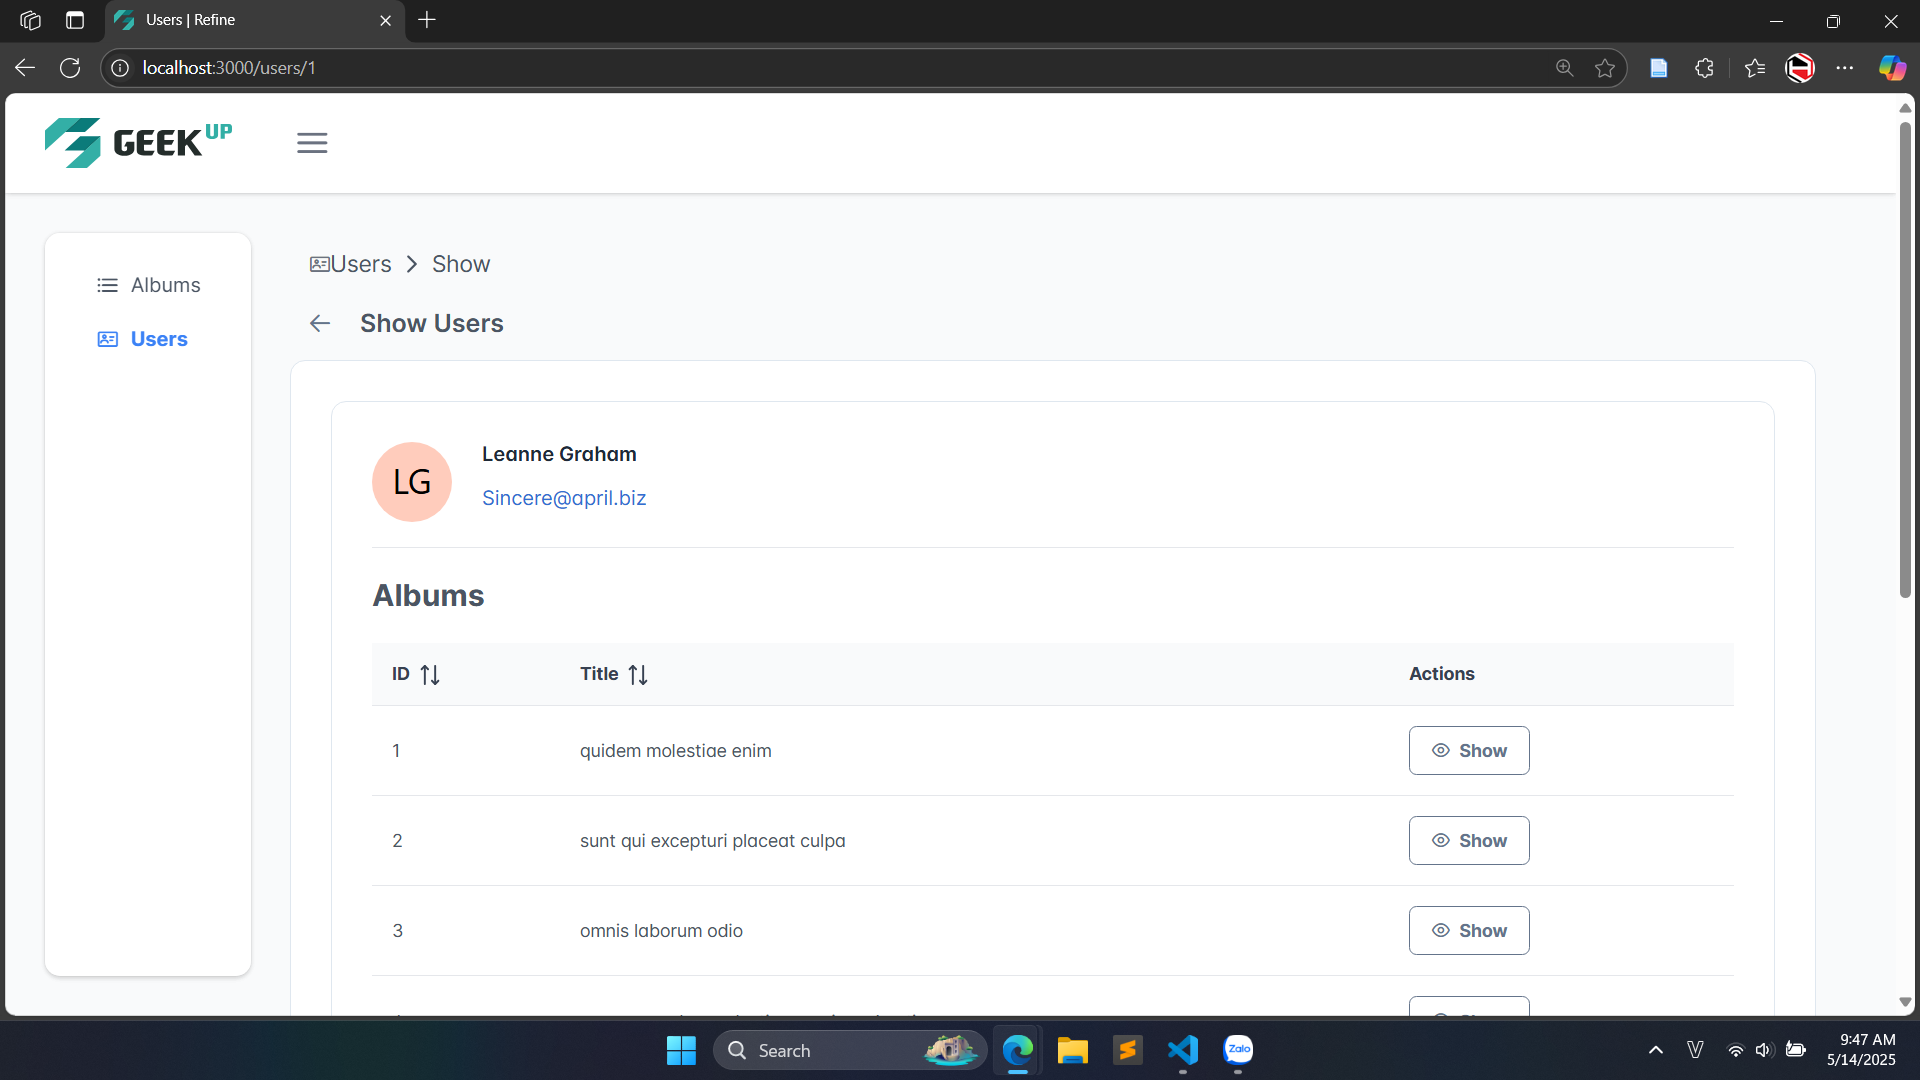 Users | Refine
localhost:3000/users/1
GEEK UP
Albums
Users
Users > Show
Show Users
LG
Leanne Graham
Sincere@april.biz
Albums
ID Title Actions
1 quidem molestiae enim Show
2 sunt qui excepturi placeat culpa Show
3 omnis laborum odio Show
Search
Zalo
V
9:47 AM
5/14/2025